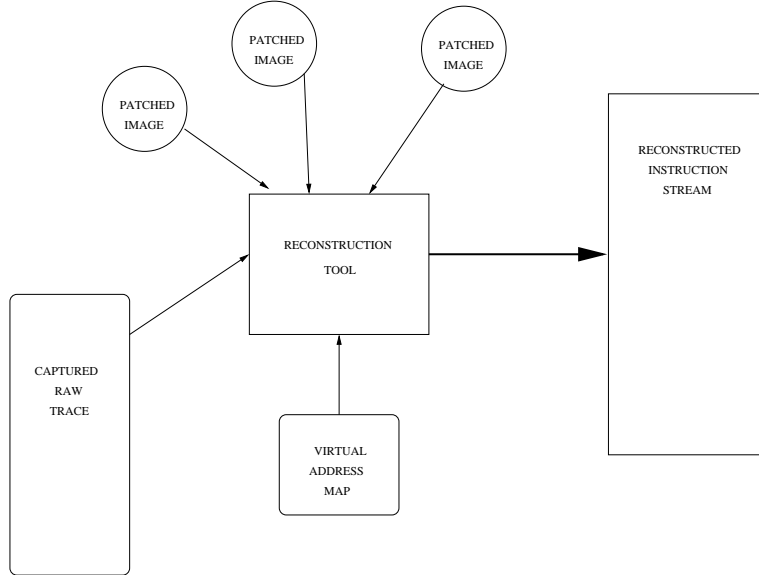 PATCHED
IMAGE
PATCHED
IMAGE
PATCHED
IMAGE
RECONSTRUCTED
INSTRUCTION
STREAM
RECONSTRUCTION
TOOL
CAPTURED
RAW
TRACE
VIRTUAL
ADDRESS
MAP